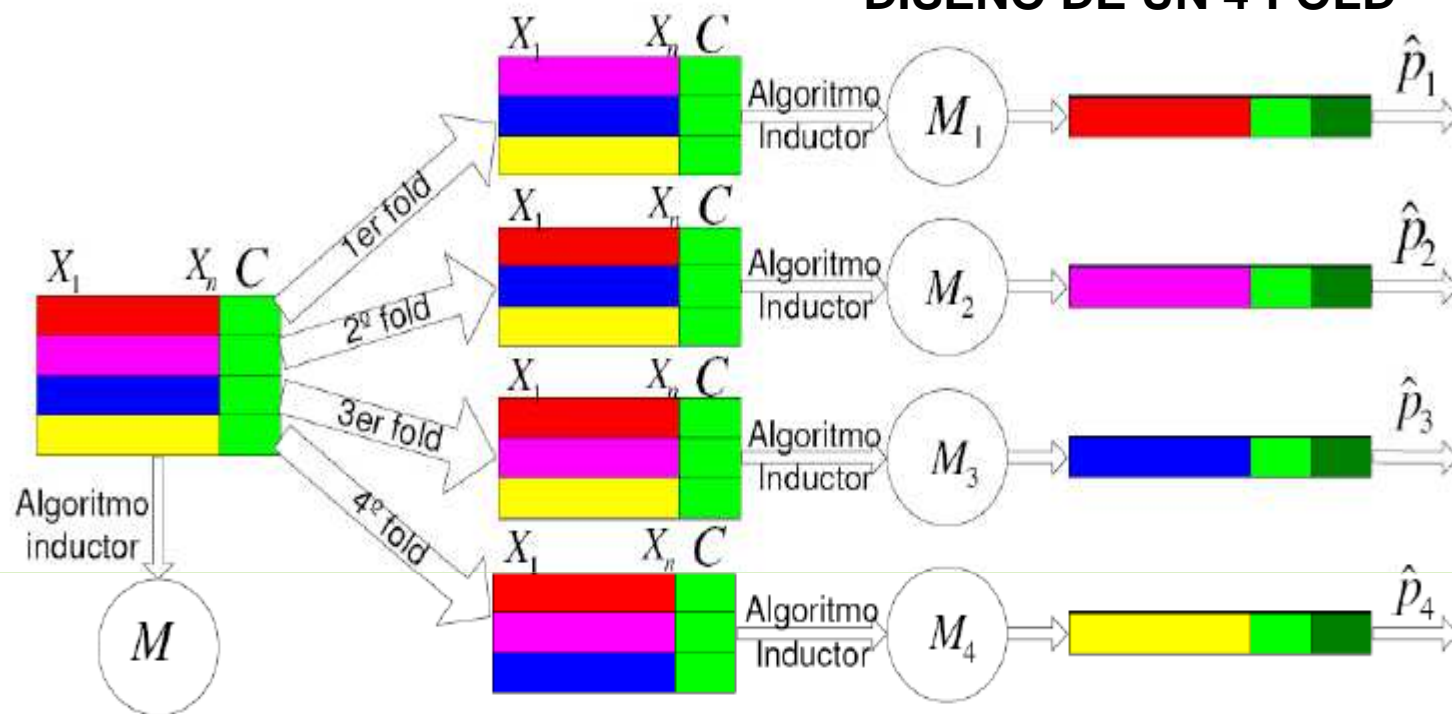 DISEÑO DE UN 4-FOLD
X₁ Xₙ C
Algoritmo
Inductor
M₁
p̂₁
1er fold
X₁ Xₙ C
Algoritmo
Inductor
M₂
p̂₂
2º fold
X₁ Xₙ C
3er fold
X₁ Xₙ C
Algoritmo
Inductor
M₃
p̂₃
4º fold
X₁ Xₙ C
Algoritmo
Inductor
M₄
p̂₄
Algoritmo
inductor
M